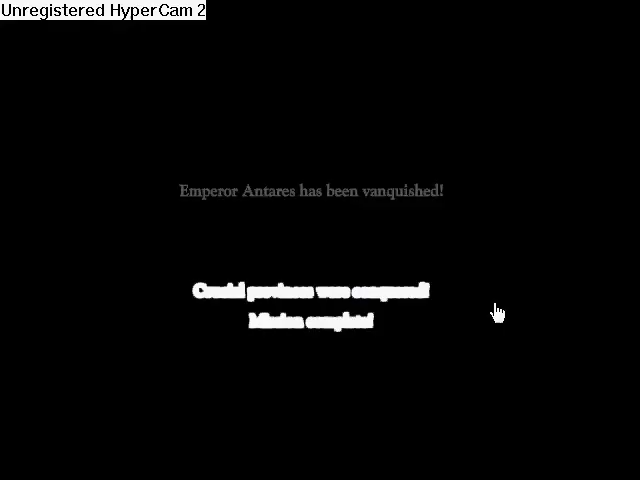 Unregistered HyperCam 2
Emperor Antares has been vanquished!
Crucial provinces were conquered!
Mission complete!